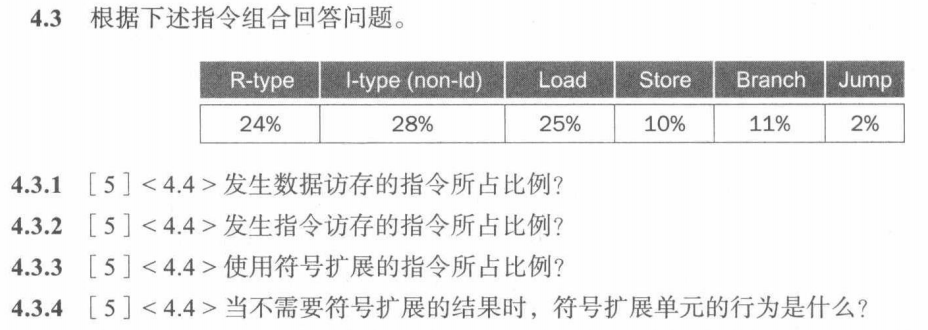 4.3 根据下述指令组合回答问题。
R-type I-type (non-ld) Load Store Branch Jump
24% 28% 25% 10% 11% 2%
4.3.1 [5]<4.4>发生数据访存的指令所占比例?
4.3.2 [5]<4.4>发生指令访存的指令所占比例?
4.3.3 [5]<4.4>使用符号扩展的指令所占比例?
4.3.4 [5]<4.4>当不需要符号扩展的结果时，符号扩展单元的行为是什么?